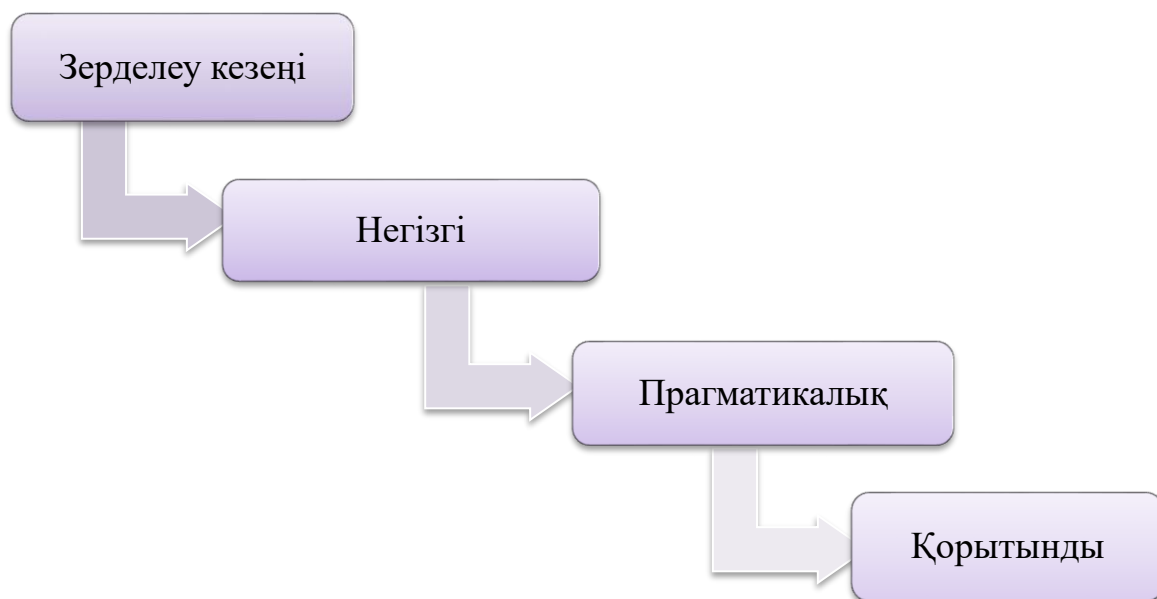 Зерделеу кезеңі
Негізгі
Прагматикалық
Қорытынды